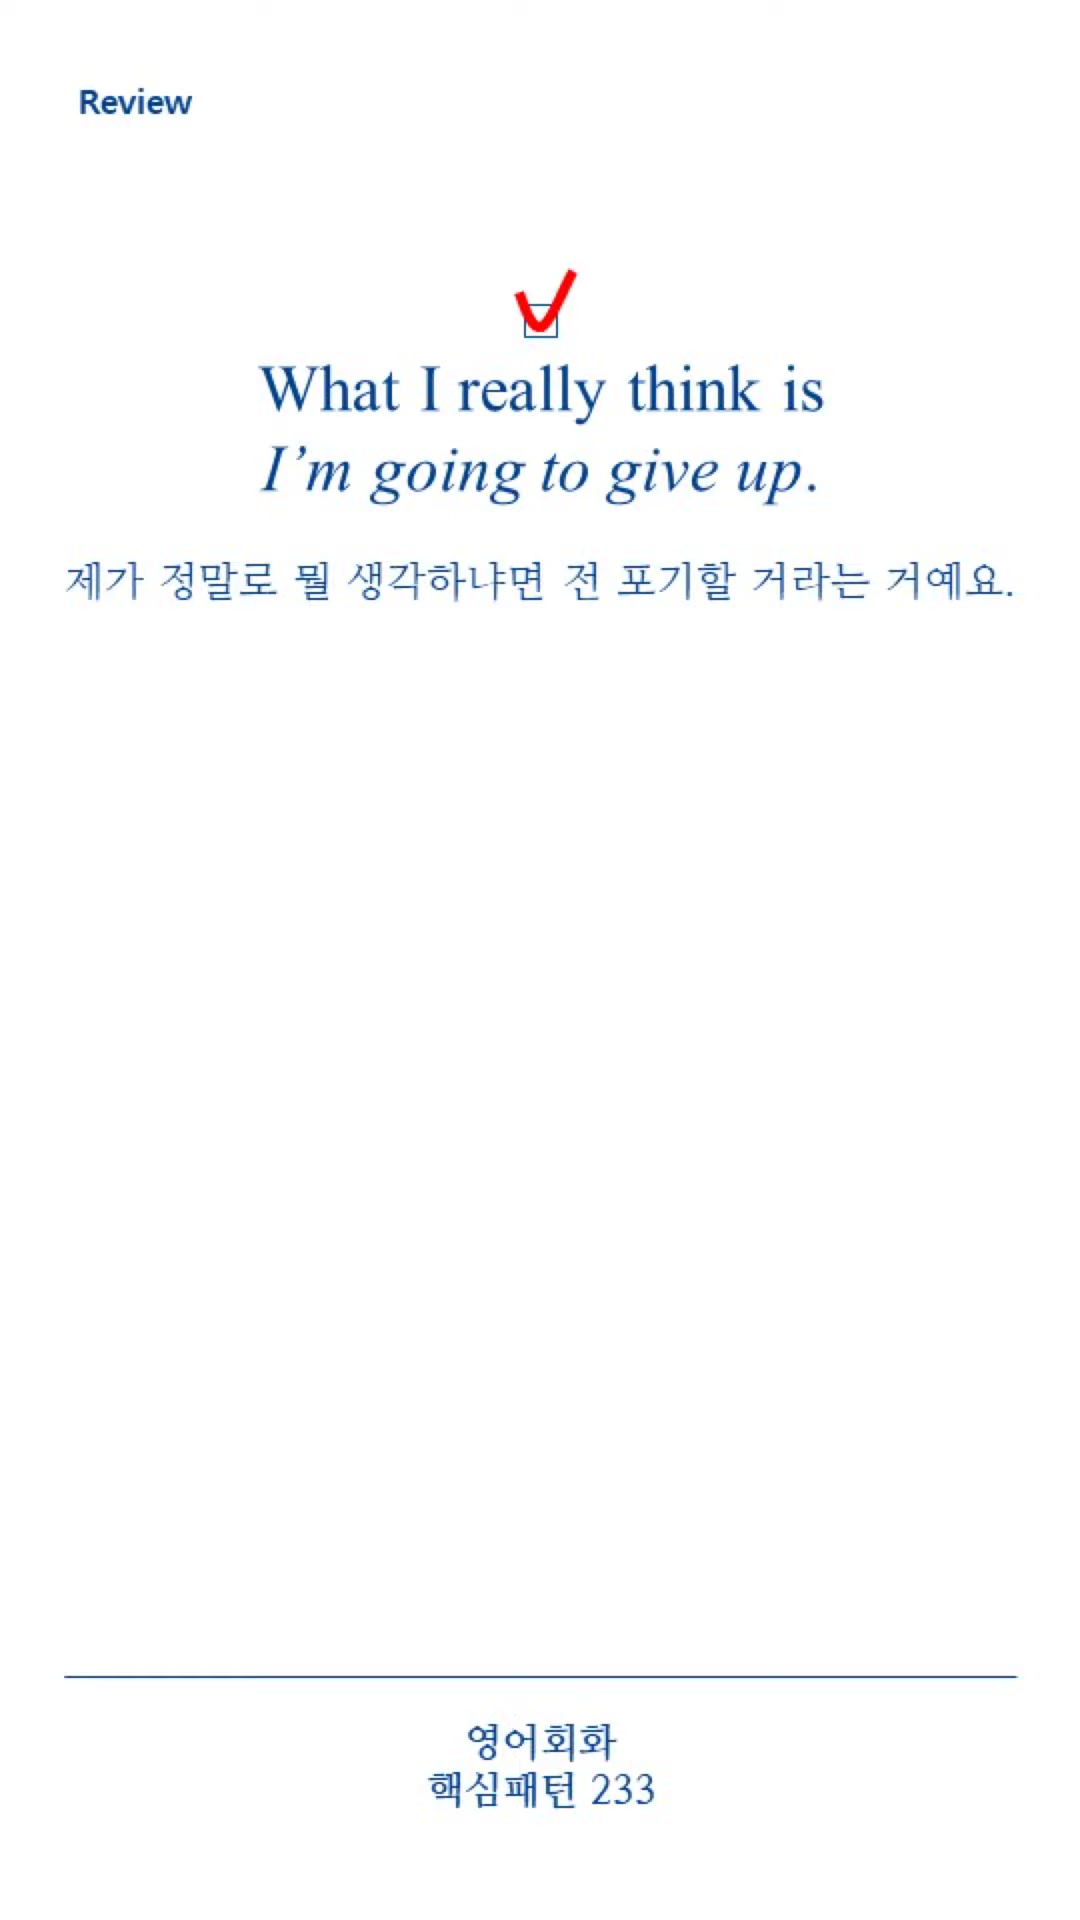 Review
What I really think is
I’m going to give up.
제가 정말로 뭘 생각하냐면 전 포기할 거라는 거예요.
영어회화
핵심패턴 233